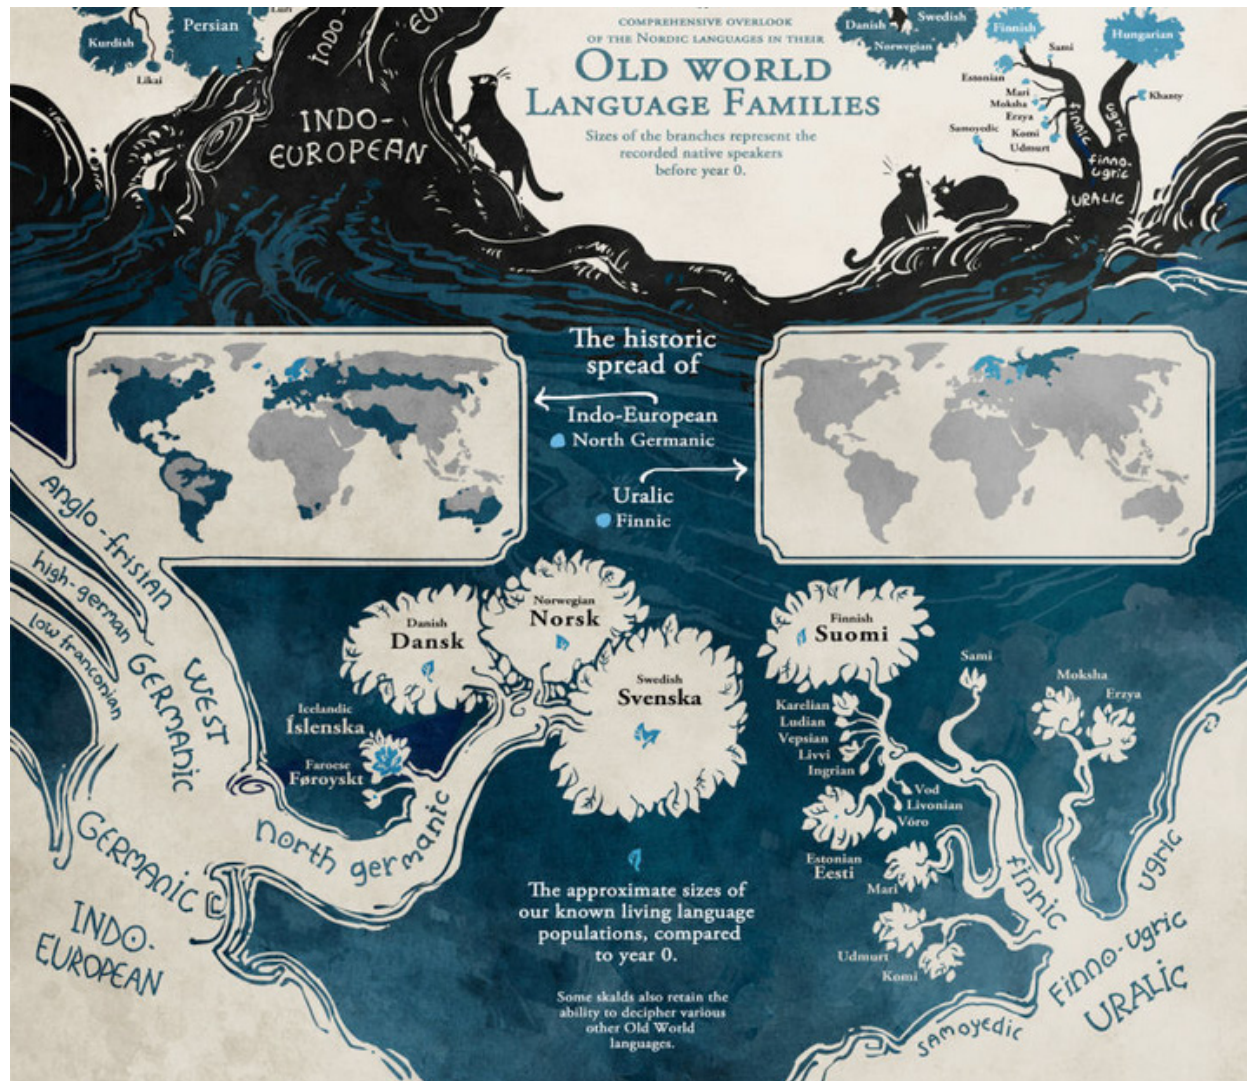 Persian
Kurdish
Likai
INDO-
EUROPEAN
COMPREHENSIVE OVERLOOK
OF THE NORDIC LANGUAGES IN THEIR
OLD WORLD
LANGUAGE FAMILIES
Sizes of the branches represent the
recorded native speakers
before year 0.
Danish
Swedish
Norwegian
Finnish
Hungarian
Sami
Estonian
Mari
Moksha
Erzya
Komi
Udmurt
Samoyedic
Khanty
finnic
ugric
finno-
ugric
URALIC
The historic
spread of
Indo-European
North Germanic
Uralic
Finnic
Anglo-frisian
high-german
low franconian
WEST
GERMANIC
GERMANIC
INDO-
EUROPEAN
north germanic
Danish
Dansk
Norwegian
Norsk
Swedish
Svenska
Icelandic
Íslenska
Faroese
Føroyskt
Finnish
Suomi
Sami
Moksha
Erzya
Karelian
Ludian
Vepsian
Livvi
Ingrian
Vod
Livonian
Võro
Estonian
Eesti
Mari
Udmurt
Komi
finnic
ugric
Finno-ugric
URALIC
samoyedic
The approximate sizes of
our known living language
populations, compared
to year 0.
Some skalds also retain the
ability to decipher various
other Old World
languages.